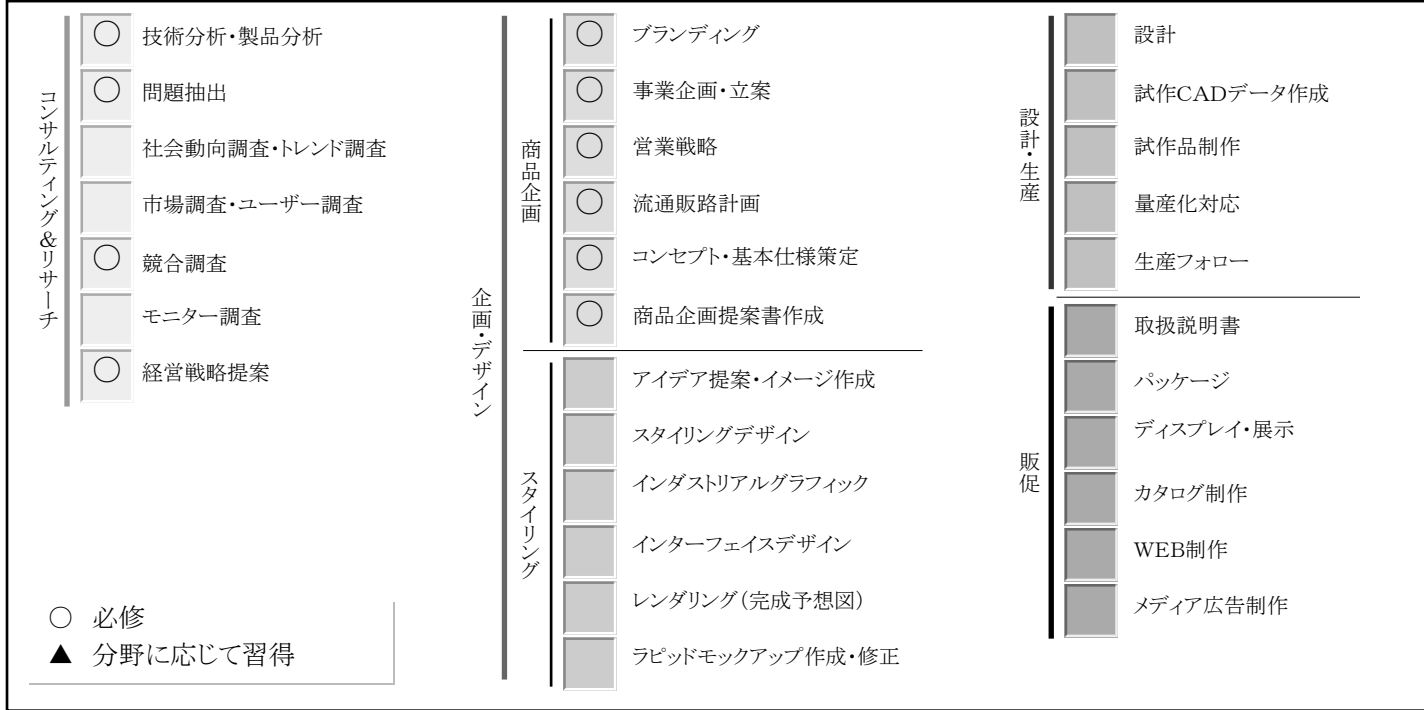 コンサルティング&リサーチ
○ 技術分析・製品分析
○ 問題抽出
社会動向調査・トレンド調査
市場調査・ユーザー調査
○ 競合調査
モニター調査
○ 経営戦略提案
企画・デザイン
商品企画
○ ブランディング
○ 事業企画・立案
○ 営業戦略
○ 流通販路計画
○ コンセプト・基本仕様策定
○ 商品企画提案書作成
スタイリング
アイデア提案・イメージ作成
スタイリングデザイン
インダストリアルグラフィック
インターフェイスデザイン
レンダリング(完成予想図)
ラピッドモックアップ作成・修正
設計・生産
設計
試作CADデータ作成
試作品制作
量産化対応
生産フォロー
販促
取扱説明書
パッケージ
ディスプレイ・展示
カタログ制作
WEB制作
メディア広告制作
○ 必修
▲ 分野に応じて習得